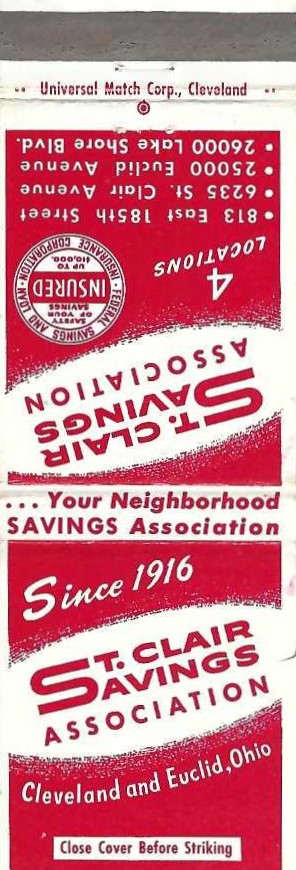 Universal Match Corp., Cleveland
ST. CLAIR
SAVINGS
ASSOCIATION
4
LOCATIONS
FEDERAL SAVINGS AND LOAN INSURANCE CORPORATION
SAFETY
OF YOUR
SAVINGS
INSURED
UP TO
$10,000.
• 813 East 185th Street
• 6235 St. Clair Avenue
• 25000 Euclid Avenue
• 26000 Lake Shore Blvd.
... Your Neighborhood
SAVINGS Association
Since 1916
ST. CLAIR
SAVINGS
ASSOCIATION
Cleveland and Euclid, Ohio
Close Cover Before Striking